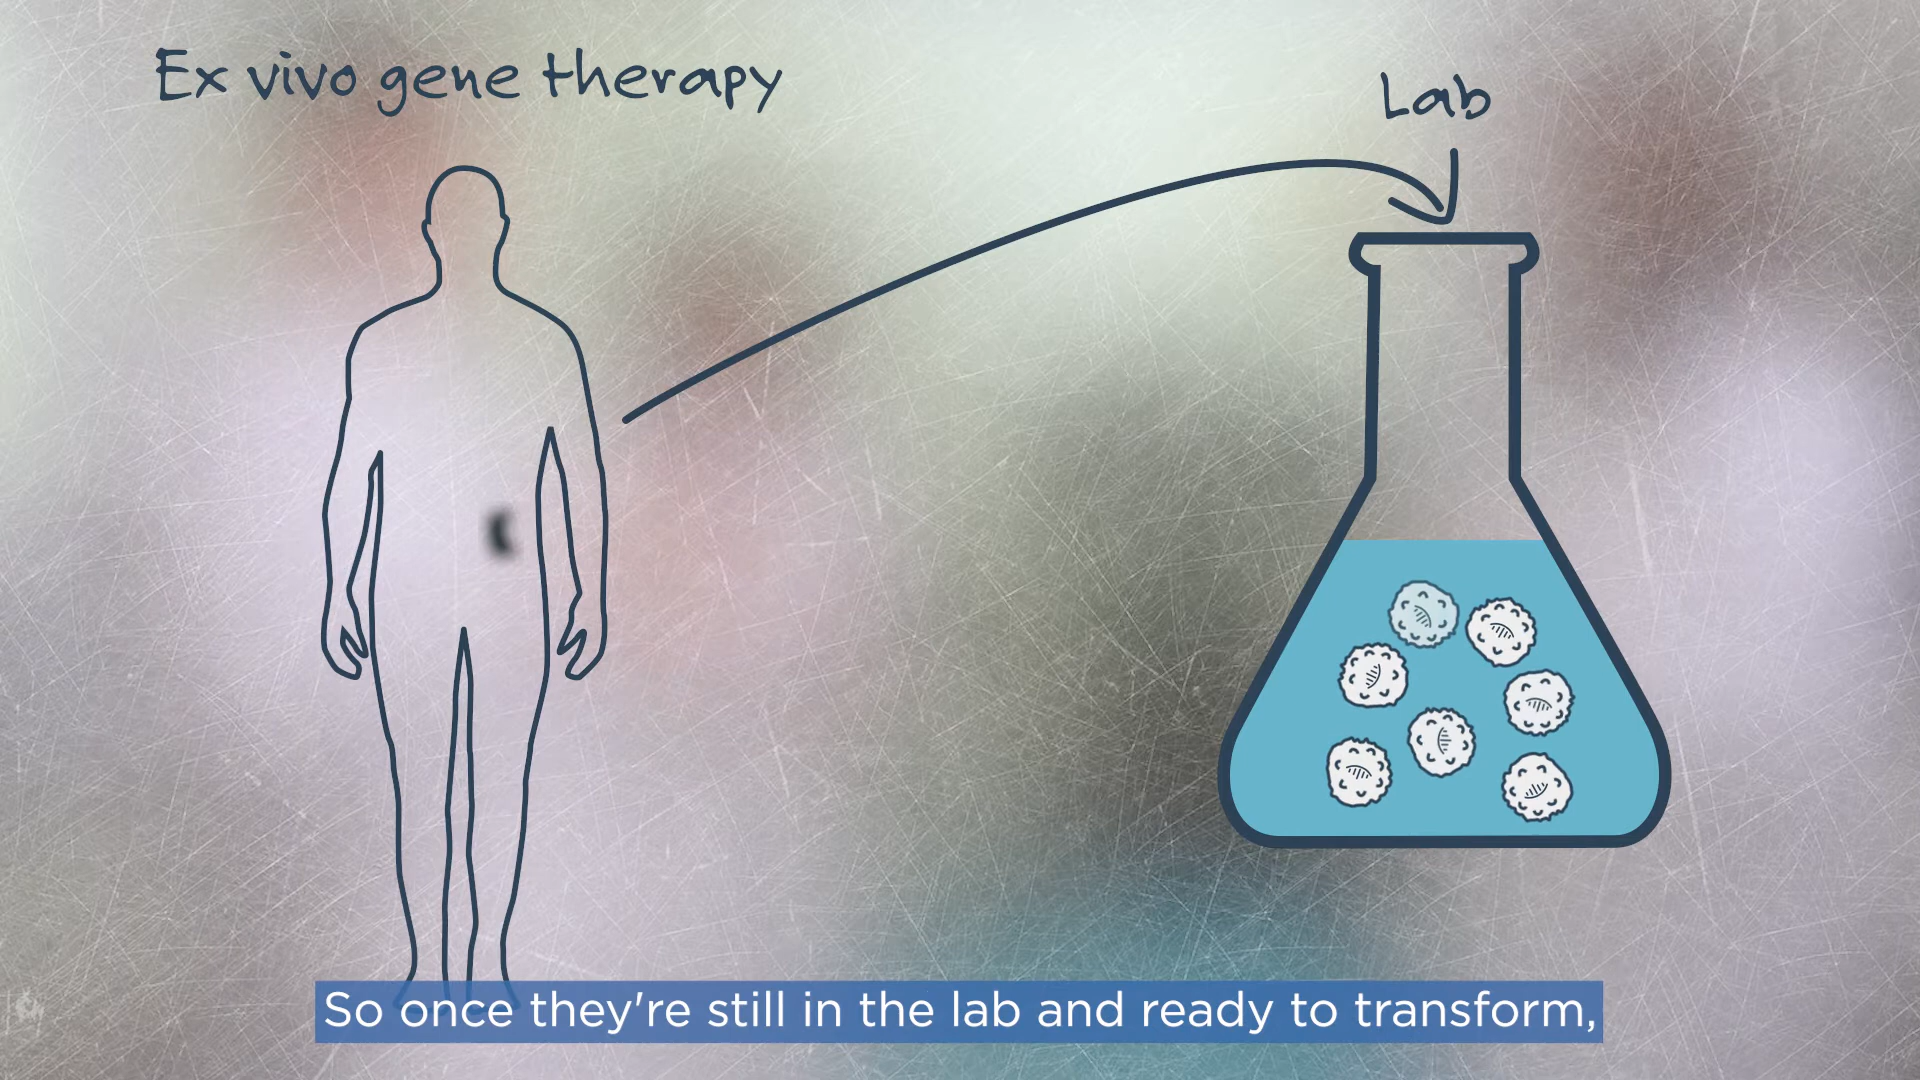 Ex vivo gene therapy
Lab
So once they're still in the lab and ready to transform,